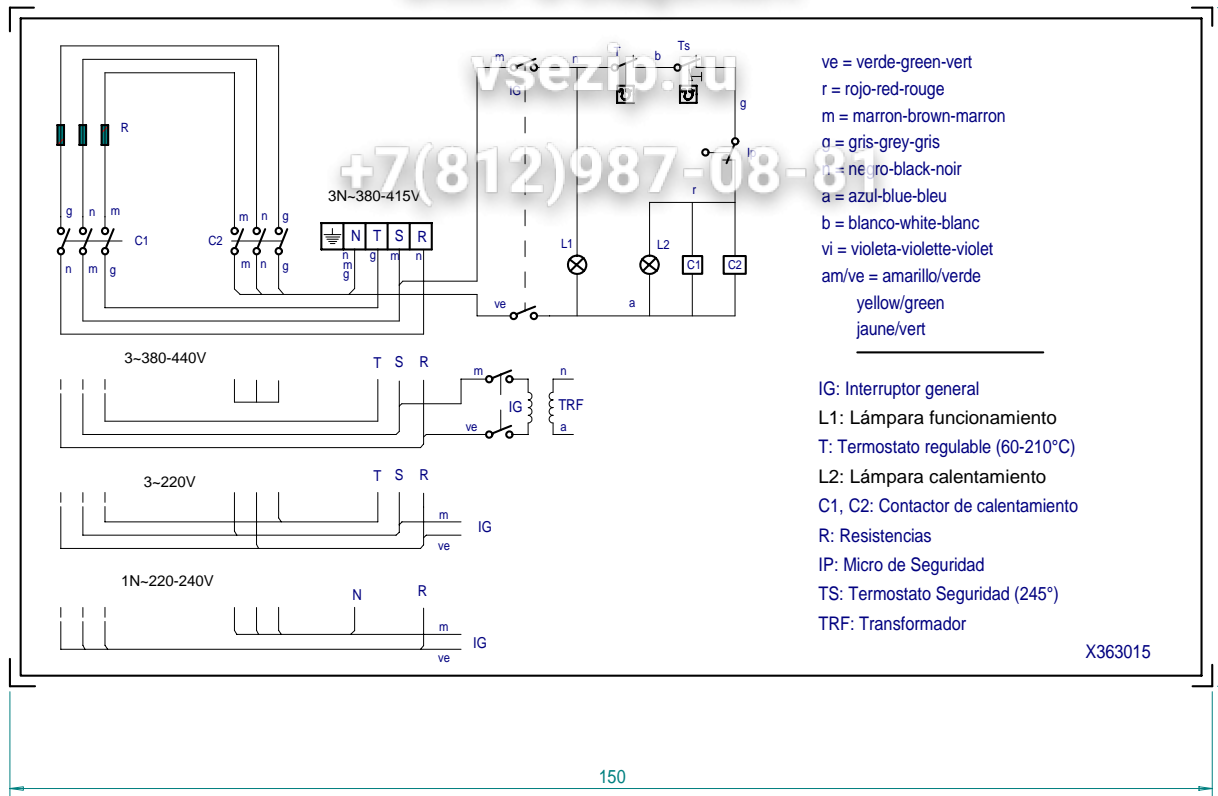 vsezip.ru
+7(812)987-08-81
R
g n m
C1
n m g
C2
m n g
m n g
3N~380-415V
N T S R
n m g
g m n
m
IG
n
T
b
Ts
g
Ip
r
L1
L2
C1
C2
ve
a
3~380-440V
T S R
m
IG
ve
n
TRF
a
3~220V
T S R
m
IG
ve
1N~220-240V
N R
m
IG
ve
ve = verde-green-vert
r = rojo-red-rouge
m = marron-brown-marron
g = gris-grey-gris
n = negro-black-noir
a = azul-blue-bleu
b = blanco-white-blanc
vi = violeta-violette-violet
am/ve = amarillo/verde
yellow/green
jaune/vert
IG: Interruptor general
L1: Lámpara funcionamiento
T: Termostato regulable (60-210°C)
L2: Lámpara calentamiento
C1, C2: Contactor de calentamiento
R: Resistencias
IP: Micro de Seguridad
TS: Termostato Seguridad (245°)
TRF: Transformador
X363015
150